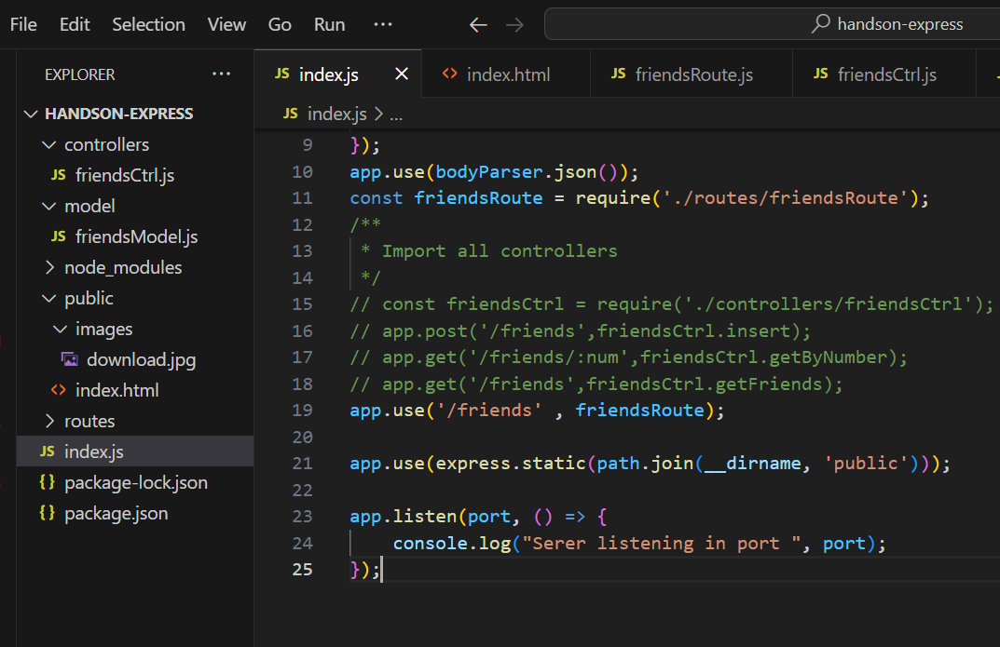 File Edit Selection View Go Run ··· ← → handson-express
EXPLORER ···
HANDSON-EXPRESS
controllers
JS friendsCtrl.js
model
JS friendsModel.js
node_modules
public
images
download.jpg
<> index.html
routes
JS index.js
{} package-lock.json
{} package.json
JS index.js × <> index.html JS friendsRoute.js JS friendsCtrl.js
JS index.js > ...
9 });
10 app.use(bodyParser.json());
11 const friendsRoute = require('./routes/friendsRoute');
12 /**
13 * Import all controllers
14 */
15 // const friendsCtrl = require('./controllers/friendsCtrl');
16 // app.post('/friends',friendsCtrl.insert);
17 // app.get('/friends/:num',friendsCtrl.getByNumber);
18 // app.get('/friends',friendsCtrl.getFriends);
19 app.use('/friends' , friendsRoute);
20
21 app.use(express.static(path.join(__dirname, 'public')));
22
23 app.listen(port, () => {
24 console.log("Serer listening in port ", port);
25 });